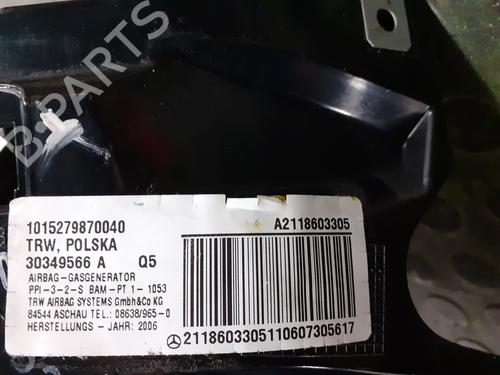 B-PARTS
1015279870040
A2118603305
TRW, POLSKA
30349566 A Q5
AIRBAG-GASGENERATOR
PPI-3-2-S BAM-PT 1- 1053
TRW AIRBAG SYSTEMS GmbH&Co KG
84544 ASCHAU TEL.: 08638/965-0
HERSTELLUNGS - JAHR: 2006
2118603305110607305617